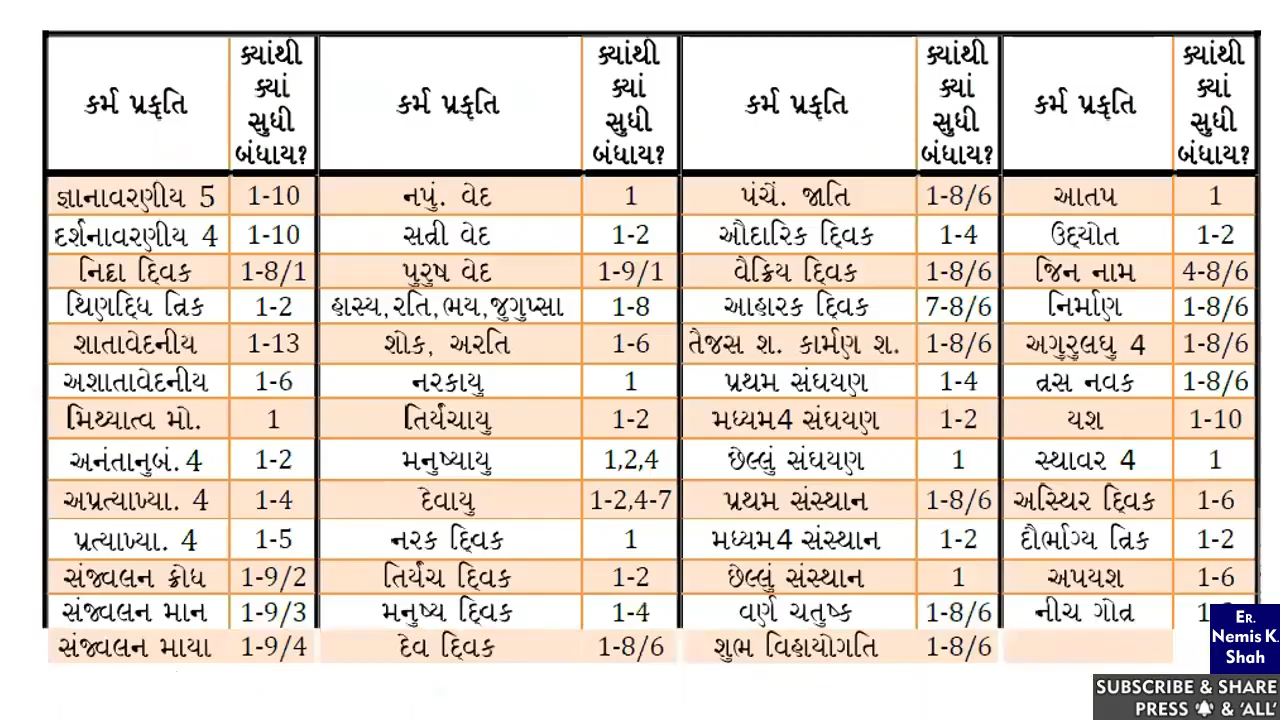 કર્મ પ્રકૃતિ ક્યાંથી ક્યાં સુધી બંધાય? કર્મ પ્રકૃતિ ક્યાંથી ક્યાં સુધી બંધાય? કર્મ પ્રકૃતિ ક્યાંથી ક્યાં સુધી બંધાય? કર્મ પ્રકૃતિ ક્યાંથી ક્યાં સુધી બંધાય?
જ્ઞાનાવરણીય 5 1-10 નપું. વેદ 1 પંચેં. જાતિ 1-8/6 આતપ 1
દર્શનાવરણીય 4 1-10 સત્રી વેદ 1-2 ઔદારિક દ્વિક 1-4 ઉદ્યોત 1-2
નિદ્રા દ્વિક 1-8/1 પુરુષ વેદ 1-9/1 વૈક્રિય દ્વિક 1-8/6 જિન નામ 4-8/6
થિણદ્ધિ ત્રિક 1-2 હાસ્ય,રતિ,ભય,જુગુપ્સા 1-8 આહારક દ્વિક 7-8/6 નિર્માણ 1-8/6
શાતાવેદનીય 1-13 શોક, અરતિ 1-6 તૈજસ શ. કાર્મણ શ. 1-8/6 અગુરુલઘુ 4 1-8/6
અશાતાવેદનીય 1-6 નરકાયુ 1 પ્રથમ સંઘયણ 1-4 ત્રસ નવક 1-8/6
મિથ્યાત્વ મો. 1 તિર્યંચાયુ 1-2 મધ્યમ4 સંઘયણ 1-2 યશ 1-10
અનંતાનુબં. 4 1-2 મનુષ્યાયુ 1,2,4 છેલ્લું સંઘયણ 1 સ્થાવર 4 1
અપ્રત્યાખ્યા. 4 1-4 દેવાયુ 1-2,4-7 પ્રથમ સંસ્થાન 1-8/6 અસ્થિર દ્વિક 1-6
પ્રત્યાખ્યા. 4 1-5 નરક દ્વિક 1 મધ્યમ4 સંસ્થાન 1-2 દૌર્ભાગ્ય ત્રિક 1-2
સંજ્વલન ક્રોધ 1-9/2 તિર્યંચ દ્વિક 1-2 છેલ્લું સંસ્થાન 1 અપયશ 1-6
સંજ્વલન માન 1-9/3 મનુષ્ય દ્વિક 1-4 વર્ણ ચતુષ્ક 1-8/6 નીચ ગોત્ર
સંજ્વલન માયા 1-9/4 દેવ દ્વિક 1-8/6 શુભ વિહાયોગતિ 1-8/6
ER.
Nemis K.
Shah
SUBSCRIBE & SHARE
PRESS & 'ALL'